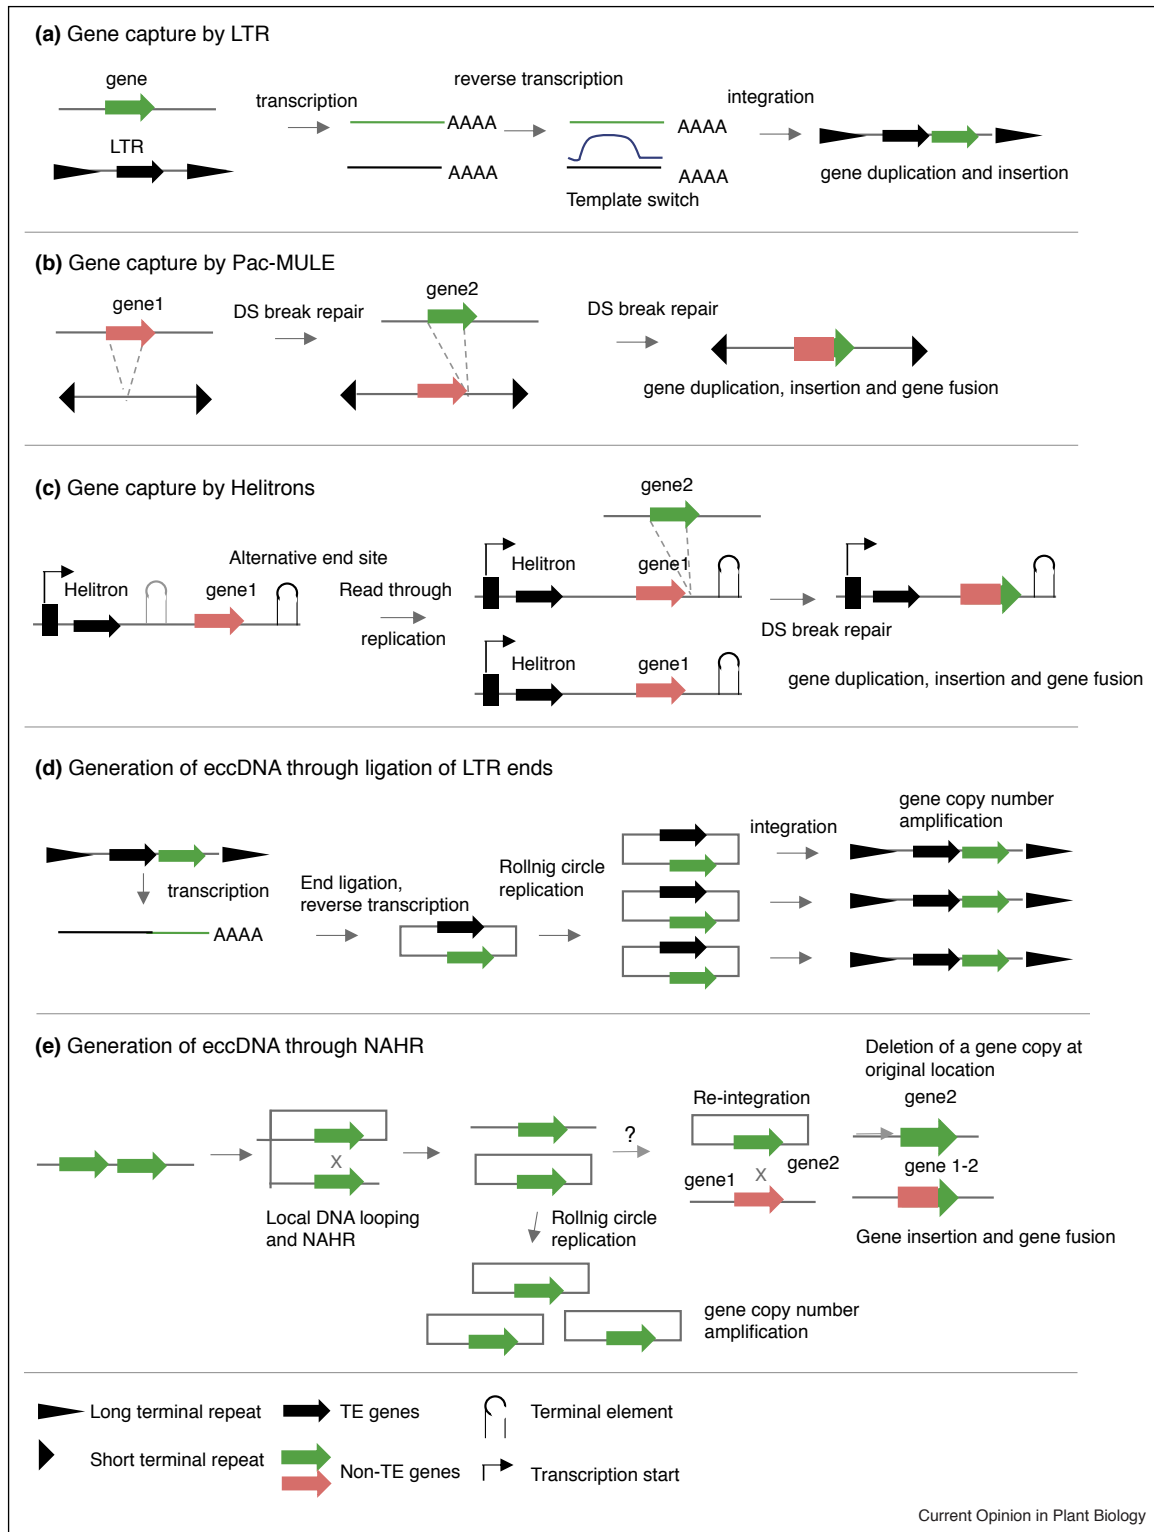 (a) Gene capture by LTR
gene
transcription
reverse transcription
integration
AAAA
AAAA
LTR
AAAA
AAAA
Template switch
gene duplication and insertion
(b) Gene capture by Pac-MULE
gene1
DS break repair
gene2
DS break repair
gene duplication, insertion and gene fusion
(c) Gene capture by Helitrons
gene2
Alternative end site
Helitron
gene1
Read through
replication
Helitron
gene1
Helitron
gene1
DS break repair
gene duplication, insertion and gene fusion
(d) Generation of eccDNA through ligation of LTR ends
transcription
AAAA
End ligation,
reverse transcription
Rollnig circle
replication
integration
gene copy number
amplification
(e) Generation of eccDNA through NAHR
X
Local DNA looping
and NAHR
?
Rollnig circle
replication
gene copy number
amplification
Re-integration
gene2
gene1
X
Deletion of a gene copy at
original location
gene2
gene 1-2
Gene insertion and gene fusion
Long terminal repeat
TE genes
Terminal element
Short terminal repeat
Non-TE genes
Transcription start
Current Opinion in Plant Biology